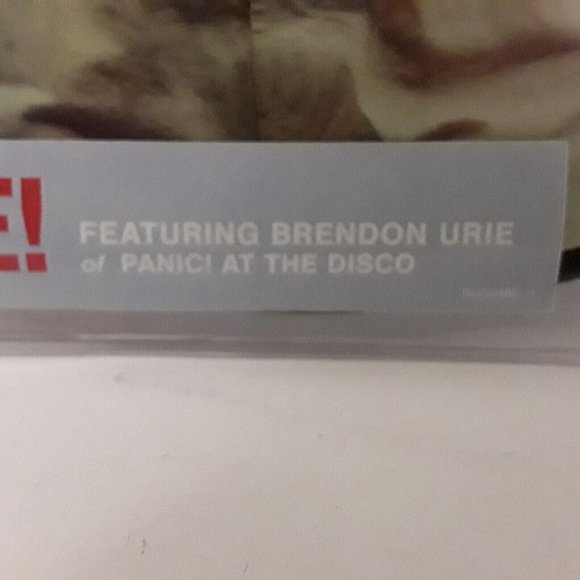 E!
FEATURING BRENDON URIE
of PANIC! AT THE DISCO